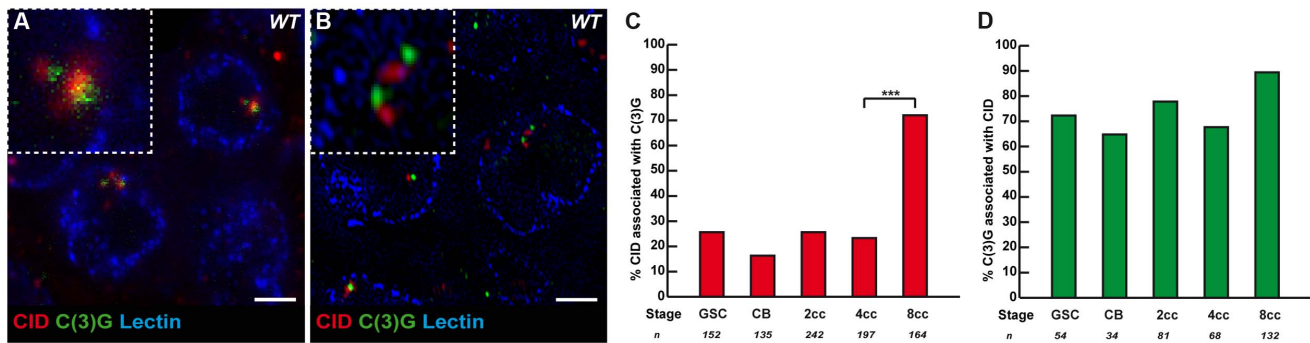 A
WT
CID C(3)G Lectin
B
WT
CID C(3)G Lectin
C
% CID associated with C(3)G
100
90
80
70
60
50
40
30
20
10
0
***
Stage GSC CB 2cc 4cc 8cc
n 152 135 242 197 164
D
% C(3)G associated with CID
100
90
80
70
60
50
40
30
20
10
0
Stage GSC CB 2cc 4cc 8cc
n 54 34 81 68 132